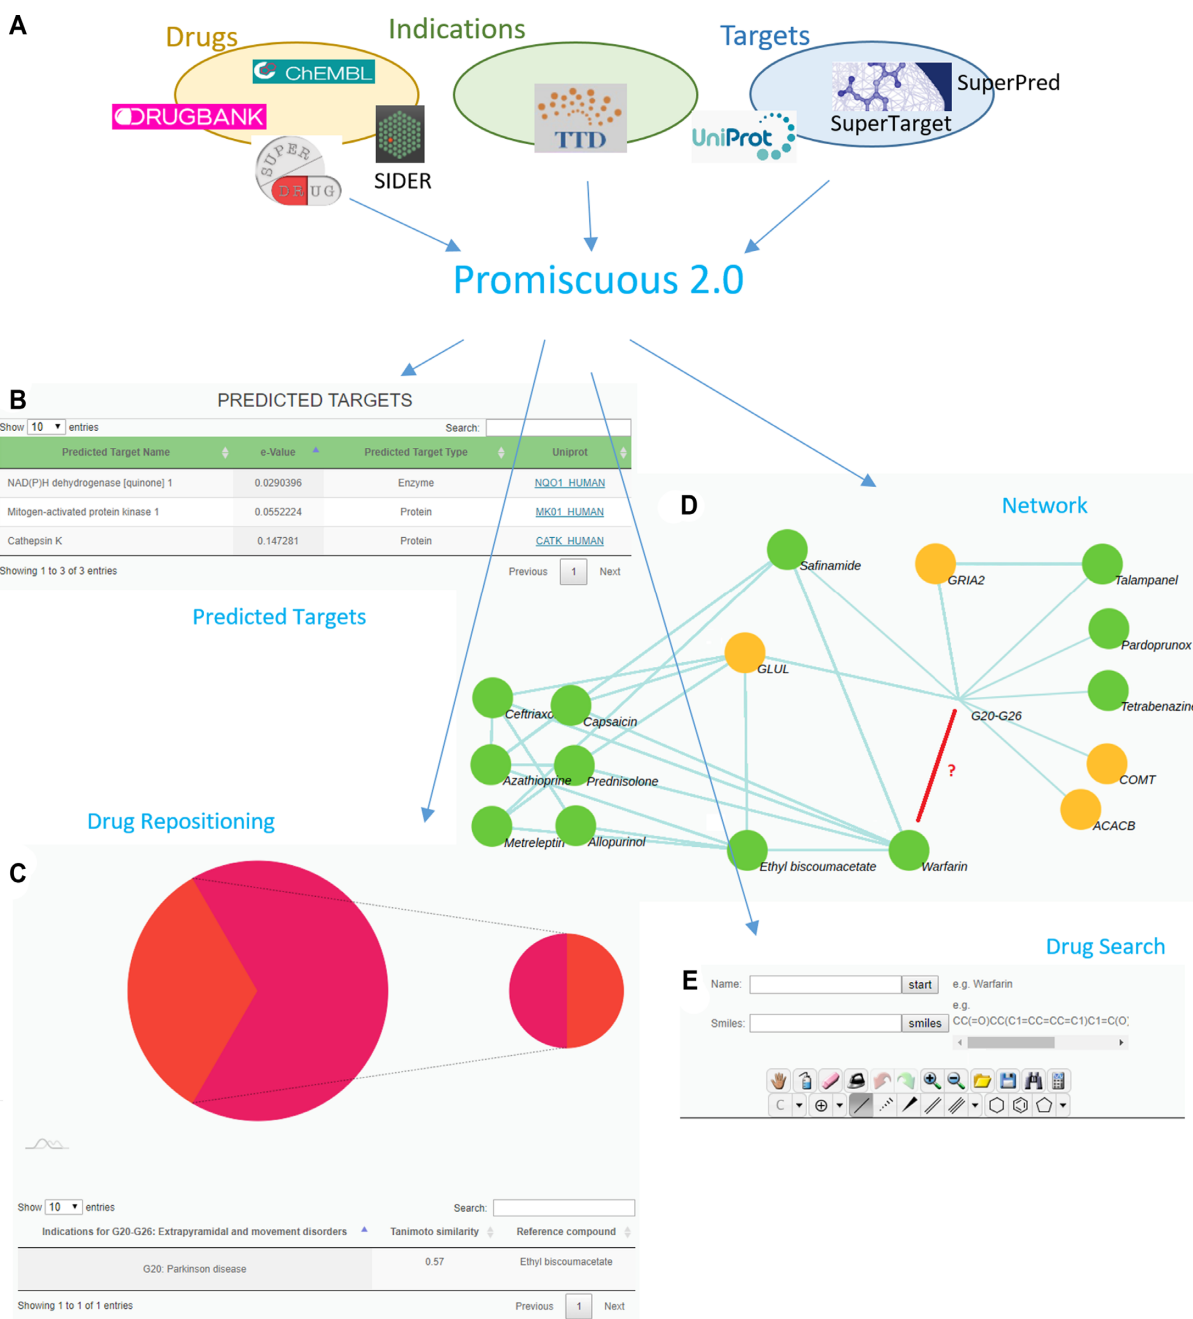 A
Drugs
Indications
Targets
ChEMBL
DRUGBANK
SUPER
DRUG
SIDER
TTD
UniProt
SuperPred
SuperTarget
Promiscuous 2.0
B
PREDICTED TARGETS
Show 10 entries
Search:
Predicted Target Name e-Value Predicted Target Type Uniprot
NAD(P)H dehydrogenase [quinone] 1 0.0290396 Enzyme NQO1_HUMAN
Mitogen-activated protein kinase 1 0.0552224 Protein MK01_HUMAN
Cathepsin K 0.147281 Protein CATK_HUMAN
Showing 1 to 3 of 3 entries Previous 1 Next
Predicted Targets
D
Network
Safinamide
GRIA2
Talampanel
Pardoprunox
GLUL
Tetrabenazine
Ceftriaxo
Capsaicin
G20-G26
?
Azathioprine
Prednisolone
COMT
ACACB
Metreleptin
Allopurinol
Ethyl biscoumacetate
Warfarin
Drug Repositioning
C
Show 10 entries
Search:
Indications for G20-G26: Extrapyramidal and movement disorders Tanimoto similarity Reference compound
G20: Parkinson disease 0.57 Ethyl biscoumacetate
Showing 1 to 1 of 1 entries Previous 1 Next
Drug Search
E
Name: start e.g. Warfarin
e.g.
Smiles: smiles CC(=O)CC(C1=CC=CC=C1)C1=C(O)
C